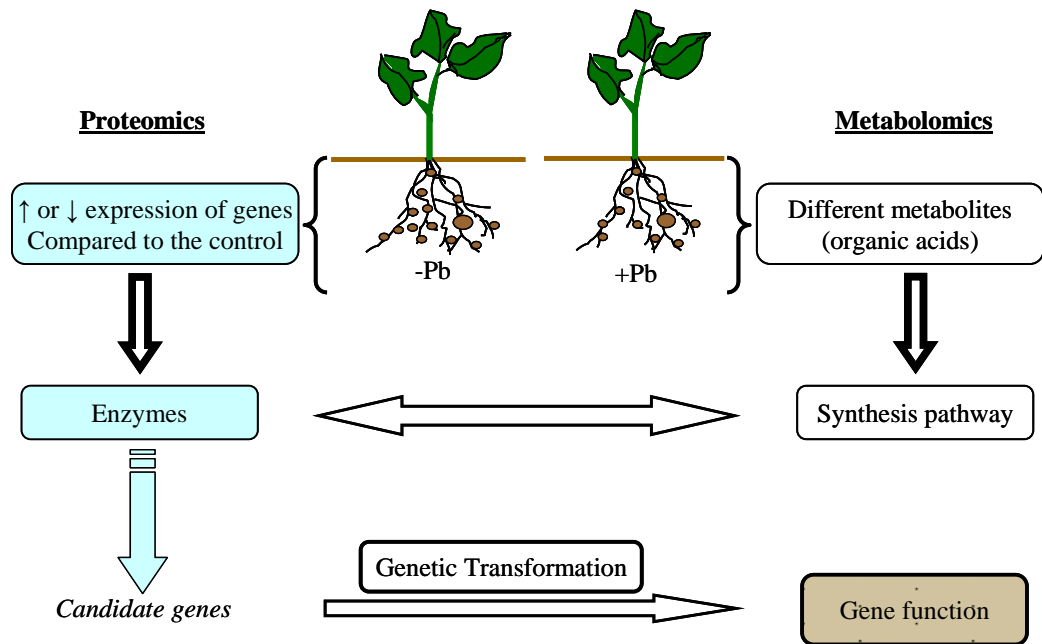 Proteomics
Metabolomics
↑ or ↓ expression of genes
Compared to the control
-Pb
+Pb
Different metabolites
(organic acids)
Enzymes
Synthesis pathway
Genetic Transformation
Candidate genes
Gene function